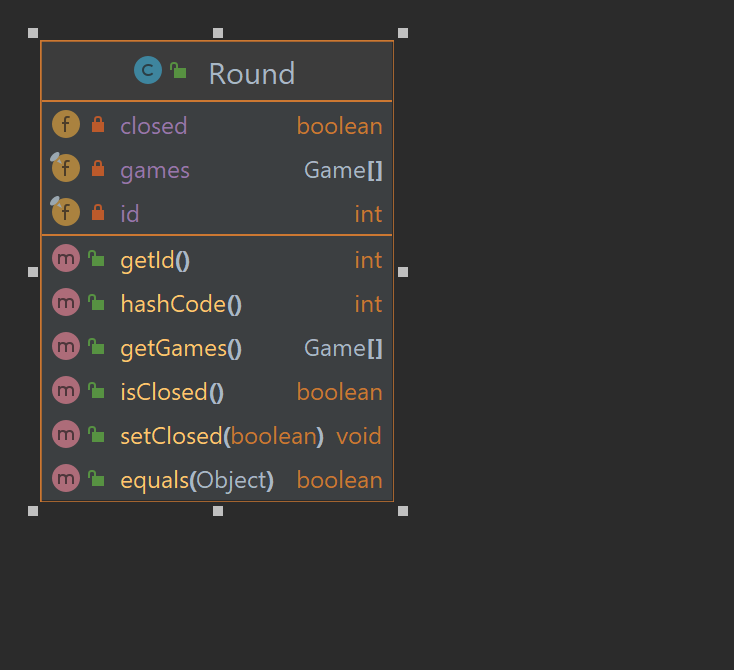 C Round
f closed boolean
f games Game[]
f id int
m getId() int
m hashCode() int
m getGames() Game[]
m isClosed() boolean
m setClosed(boolean) void
m equals(Object) boolean